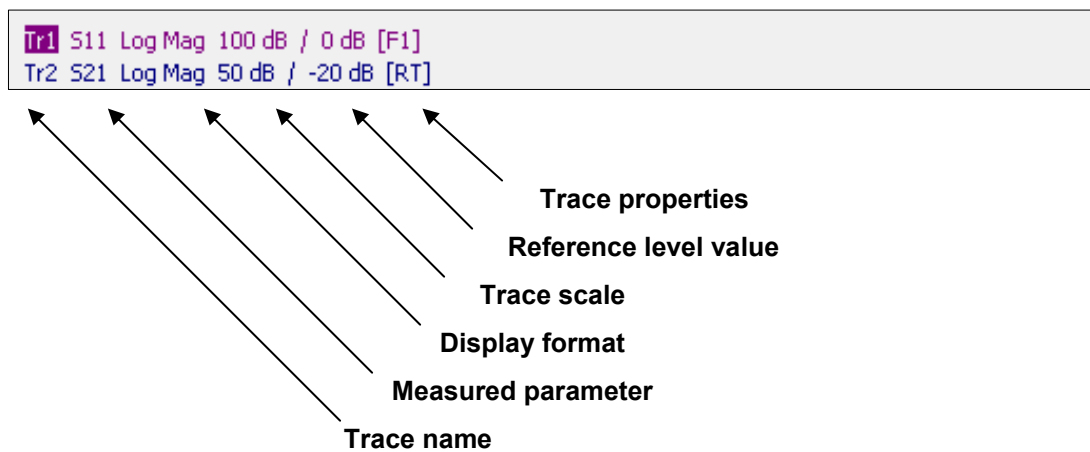 Tr1 S11 Log Mag 100 dB / 0 dB [F1]
Tr2 S21 Log Mag 50 dB / -20 dB [RT]
Trace properties
Reference level value
Trace scale
Display format
Measured parameter
Trace name